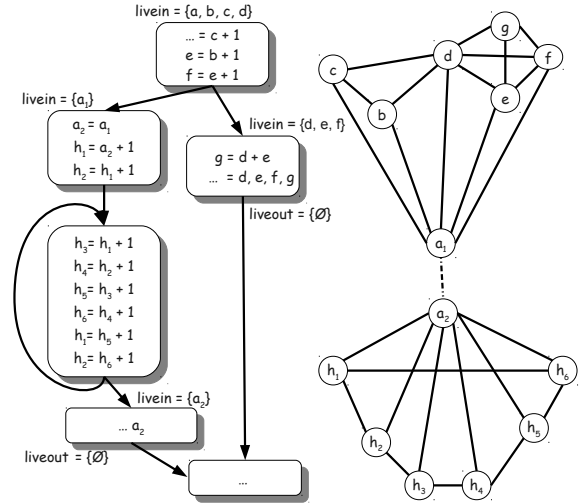 livein = {a, b, c, d}
... = c + 1
e = b + 1
f = e + 1
livein = {a₁}
a₂ = a₁
h₁ = a₂ + 1
h₂ = h₁ + 1
livein = {d, e, f}
g = d + e
... = d, e, f, g
liveout = {Ø}
h₃= h₁ + 1
h₄= h₂ + 1
h₅= h₃ + 1
h₆= h₄ + 1
h₁= h₅ + 1
h₂= h₆ + 1
livein = {a₂}
... a₂
liveout = {Ø}
...
g
d
f
c
e
b
a₁
a₂
h₁
h₆
h₂
h₅
h₃
h₄